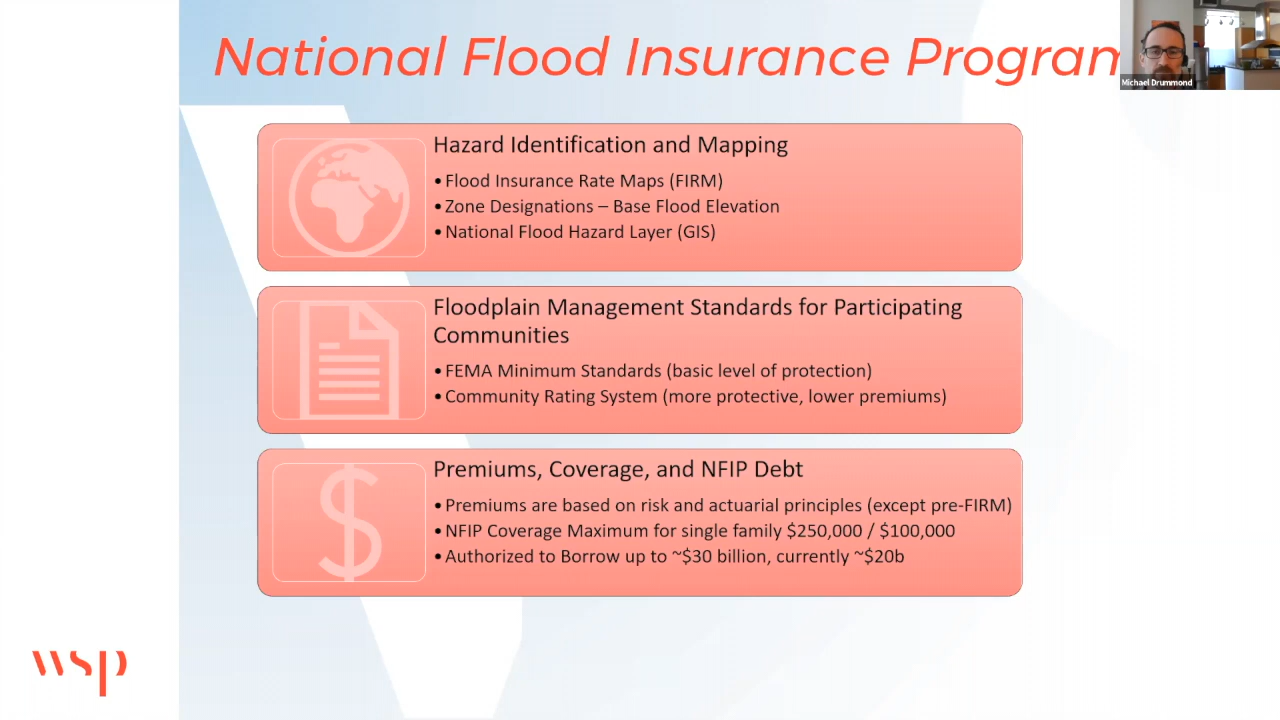 National Flood Insurance Program
Michael Drummond
Hazard Identification and Mapping
• Flood Insurance Rate Maps (FIRM)
• Zone Designations – Base Flood Elevation
• National Flood Hazard Layer (GIS)
Floodplain Management Standards for Participating
Communities
• FEMA Minimum Standards (basic level of protection)
• Community Rating System (more protective, lower premiums)
Premiums, Coverage, and NFIP Debt
• Premiums are based on risk and actuarial principles (except pre-FIRM)
• NFIP Coverage Maximum for single family $250,000 / $100,000
• Authorized to Borrow up to ~$30 billion, currently ~$20b
wsp